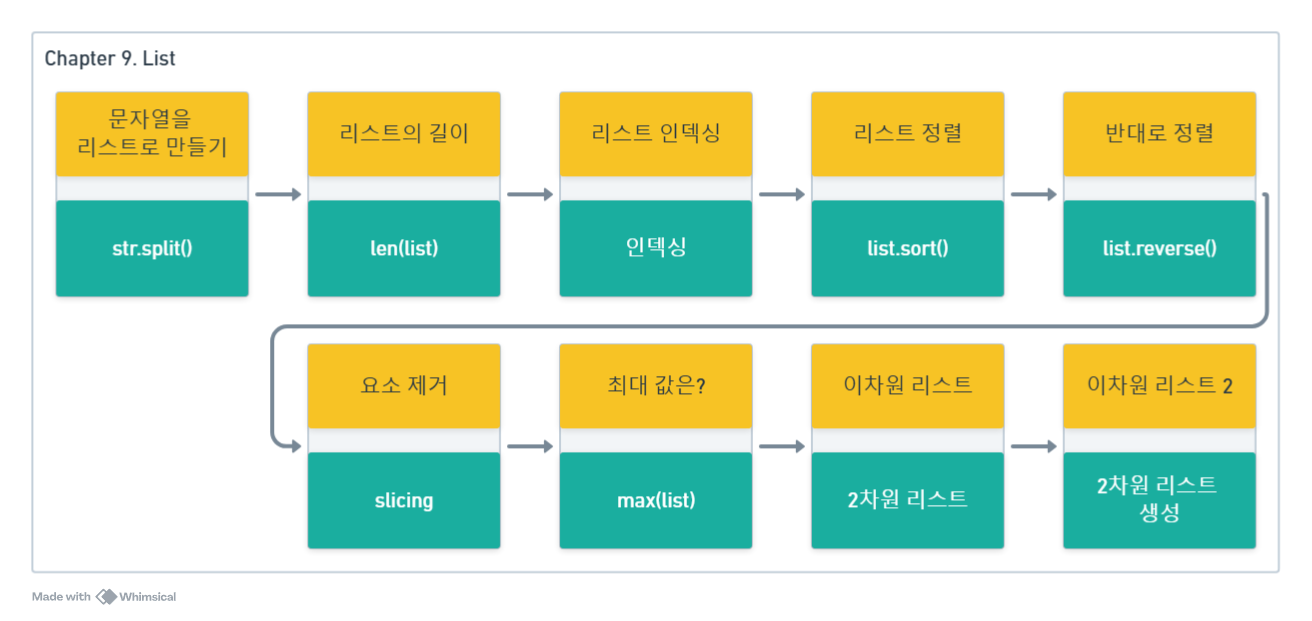 Chapter 9. List
문자열을
리스트로 만들기
str.split()
리스트의 길이
len(list)
리스트 인덱싱
인덱싱
리스트 정렬
list.sort()
반대로 정렬
list.reverse()
요소 제거
slicing
최대 값은?
max(list)
이차원 리스트
2차원 리스트
이차원 리스트 2
2차원 리스트
생성
Made with Whimsical